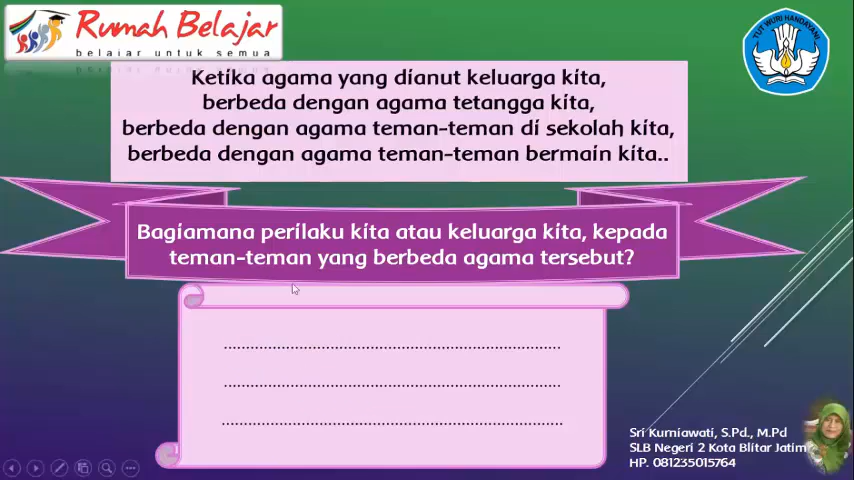 Rumah Belajar
belajar untuk semua
TUT WURI HANDAYANI
Ketika agama yang dianut keluarga kita,
berbeda dengan agama tetangga kita,
berbeda dengan agama teman-teman di sekolah kita,
berbeda dengan agama teman-teman bermain kita..
Bagiamana perilaku kita atau keluarga kita, kepada
teman-teman yang berbeda agama tersebut?
............................................................................
............................................................................
.............................................................................
Sri Kurniawati, S.Pd., M.Pd
SLB Negeri 2 Kota Blitar Jatim
HP. 081235015764